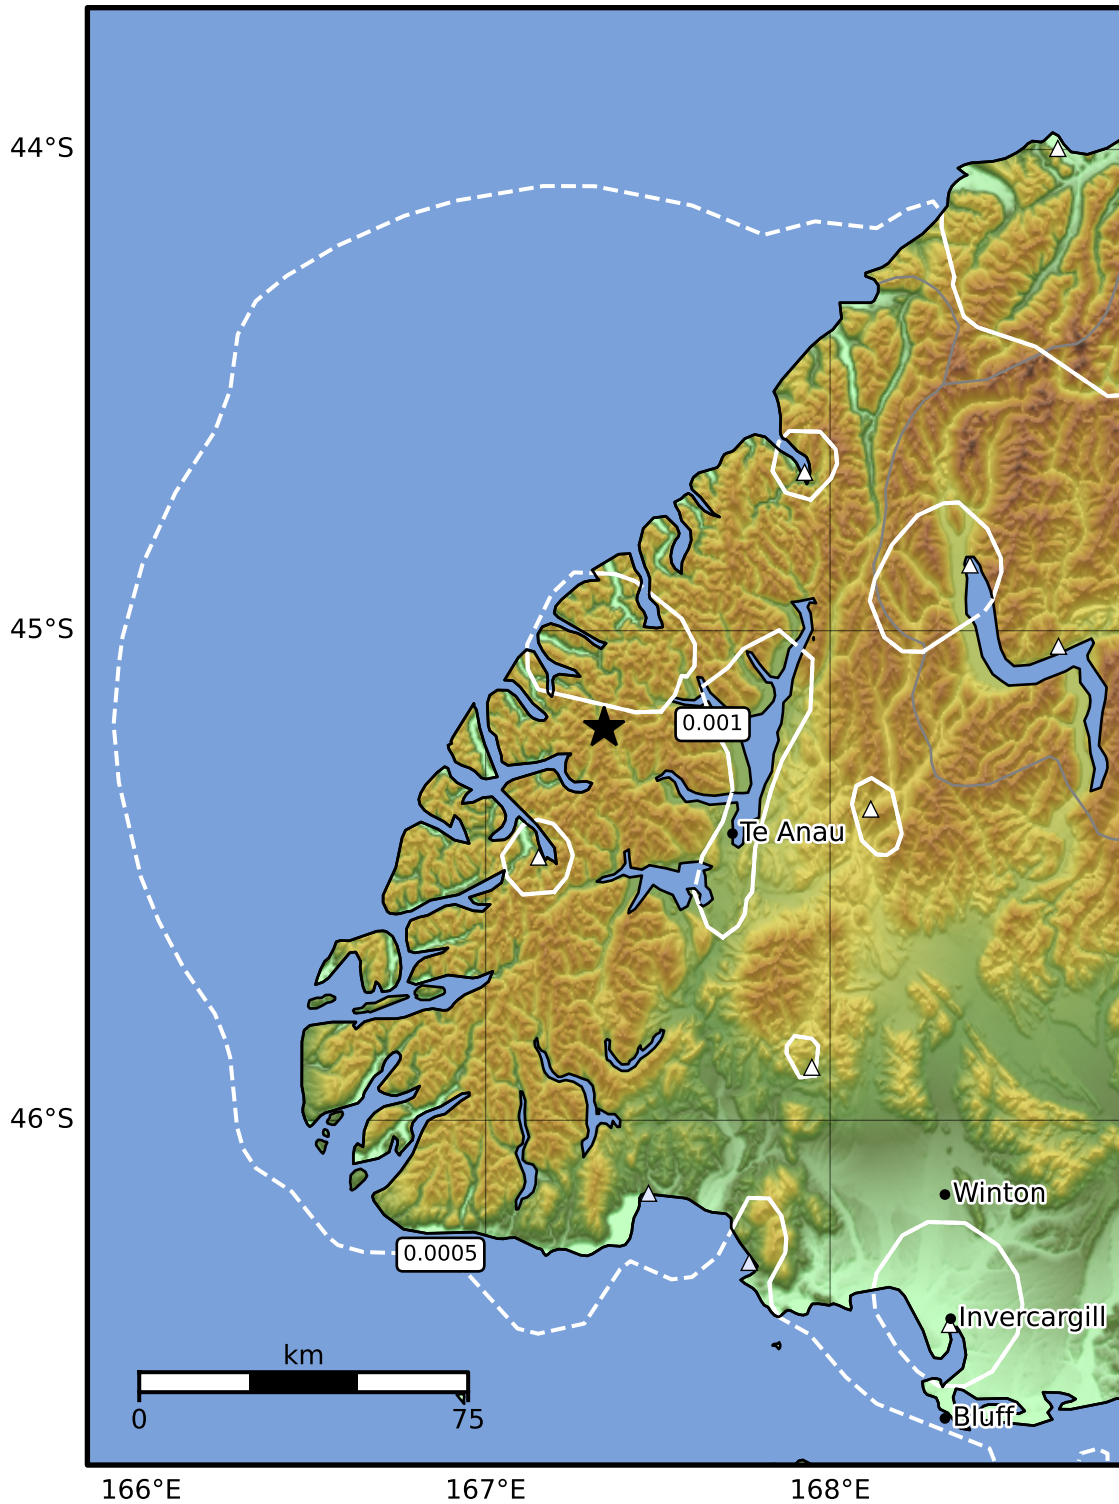 44°S
45°S
0.001
Te Anau
46°S
Winton
0.0005
Invercargill
km
0 75
Bluff
166°E 167°E 168°E